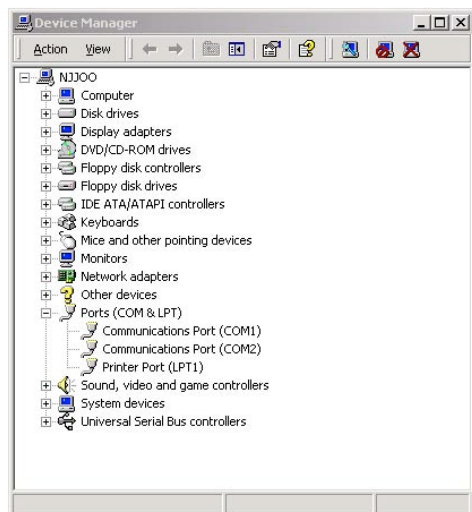 Device Manager
Action View
NJJOO
Computer
Disk drives
Display adapters
DVD/CD-ROM drives
Floppy disk controllers
Floppy disk drives
IDE ATA/ATAPI controllers
Keyboards
Mice and other pointing devices
Monitors
Network adapters
Other devices
Ports (COM & LPT)
Communications Port (COM1)
Communications Port (COM2)
Printer Port (LPT1)
Sound, video and game controllers
System devices
Universal Serial Bus controllers